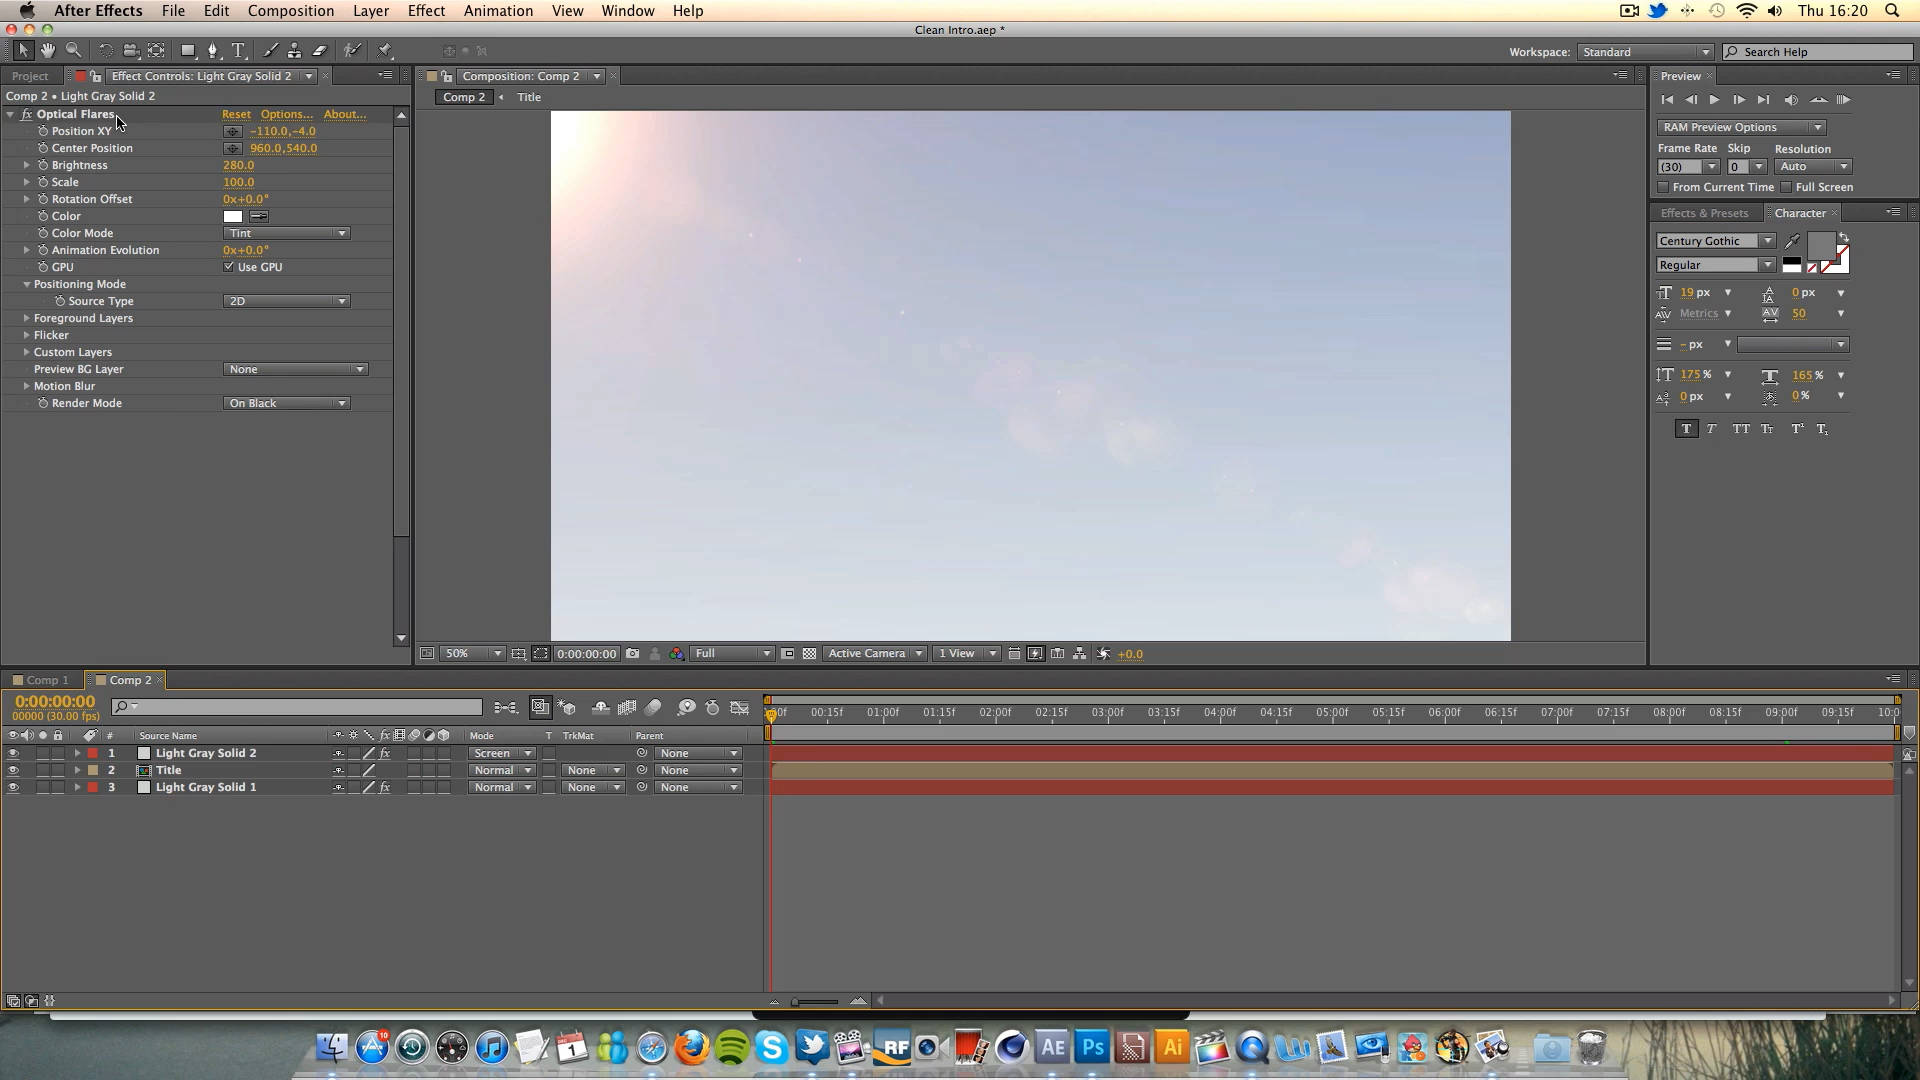 After Effects File Edit Composition Layer Effect Animation View Window Help Thu 16:20
Clean Intro.aep *
Workspace: Standard Search Help
Project Effect Controls: Light Gray Solid 2 Composition: Comp 2 Preview
Comp 2 • Light Gray Solid 2
Comp 2 Title
Optical Flares Reset Options... About...
Position XY -110.0,-4.0
Center Position 960.0,540.0
Brightness 280.0
Scale 100.0
Rotation Offset 0x+0.0°
Color
Color Mode Tint
Animation Evolution 0x+0.0°
GPU Use GPU
Positioning Mode
Source Type 2D
Foreground Layers
Flicker
Custom Layers
Preview BG Layer None
Motion Blur
Render Mode On Black
RAM Preview Options
Frame Rate Skip Resolution
(30) 0 Auto
From Current Time Full Screen
Effects & Presets Character
Century Gothic
Regular
19 px 0 px
Metrics 50
- px
175 % 165 %
0 px 0 %
T T TT Tt T¹ T₁
50% 0:00:00:00 Full Active Camera 1 View +0.0
Comp 1 Comp 2
0:00:00:00
00000 (30.00 fps)
00:15f 01:00f 01:15f 02:00f 02:15f 03:00f 03:15f 04:00f 04:15f 05:00f 05:15f 06:00f 06:15f 07:00f 07:15f 08:00f 08:15f 09:00f 09:15f 10:0
# Source Name Mode T TrkMat Parent
1 Light Gray Solid 2 Screen None
2 Title Normal None None
3 Light Gray Solid 1 Normal None None
10 1 RF AE Ps Ai